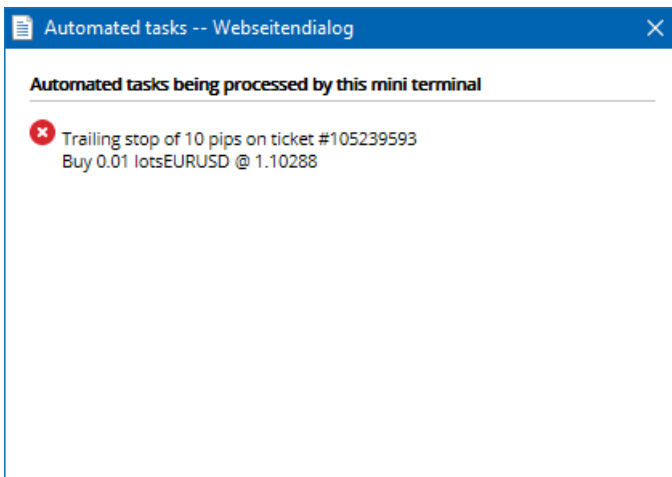 Automated tasks -- Webseitendialog
Automated tasks being processed by this mini terminal
Trailing stop of 10 pips on ticket #105239593
Buy 0.01 lotsEURUSD @ 1.10288